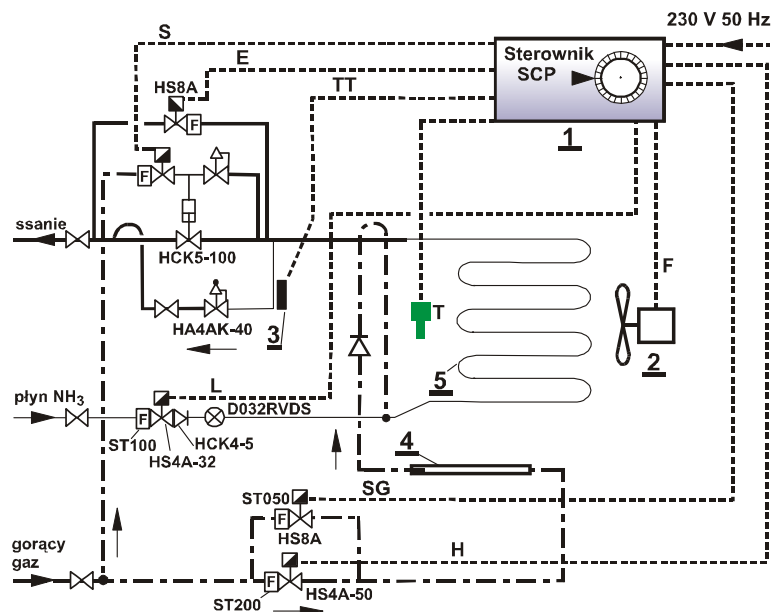 S
230 V 50 Hz
E
Sterownik
SCP
HS8A
TT
F
1
F
ssanie
HCK5-100
F
T
HA4AK-40
3
2
5
L
płyn NH3
D032RVDS
F
HCK4-5
ST100
HS4A-32
4
SG
ST050
F
HS8A
gorący
gaz
H
F
HS4A-50
ST200